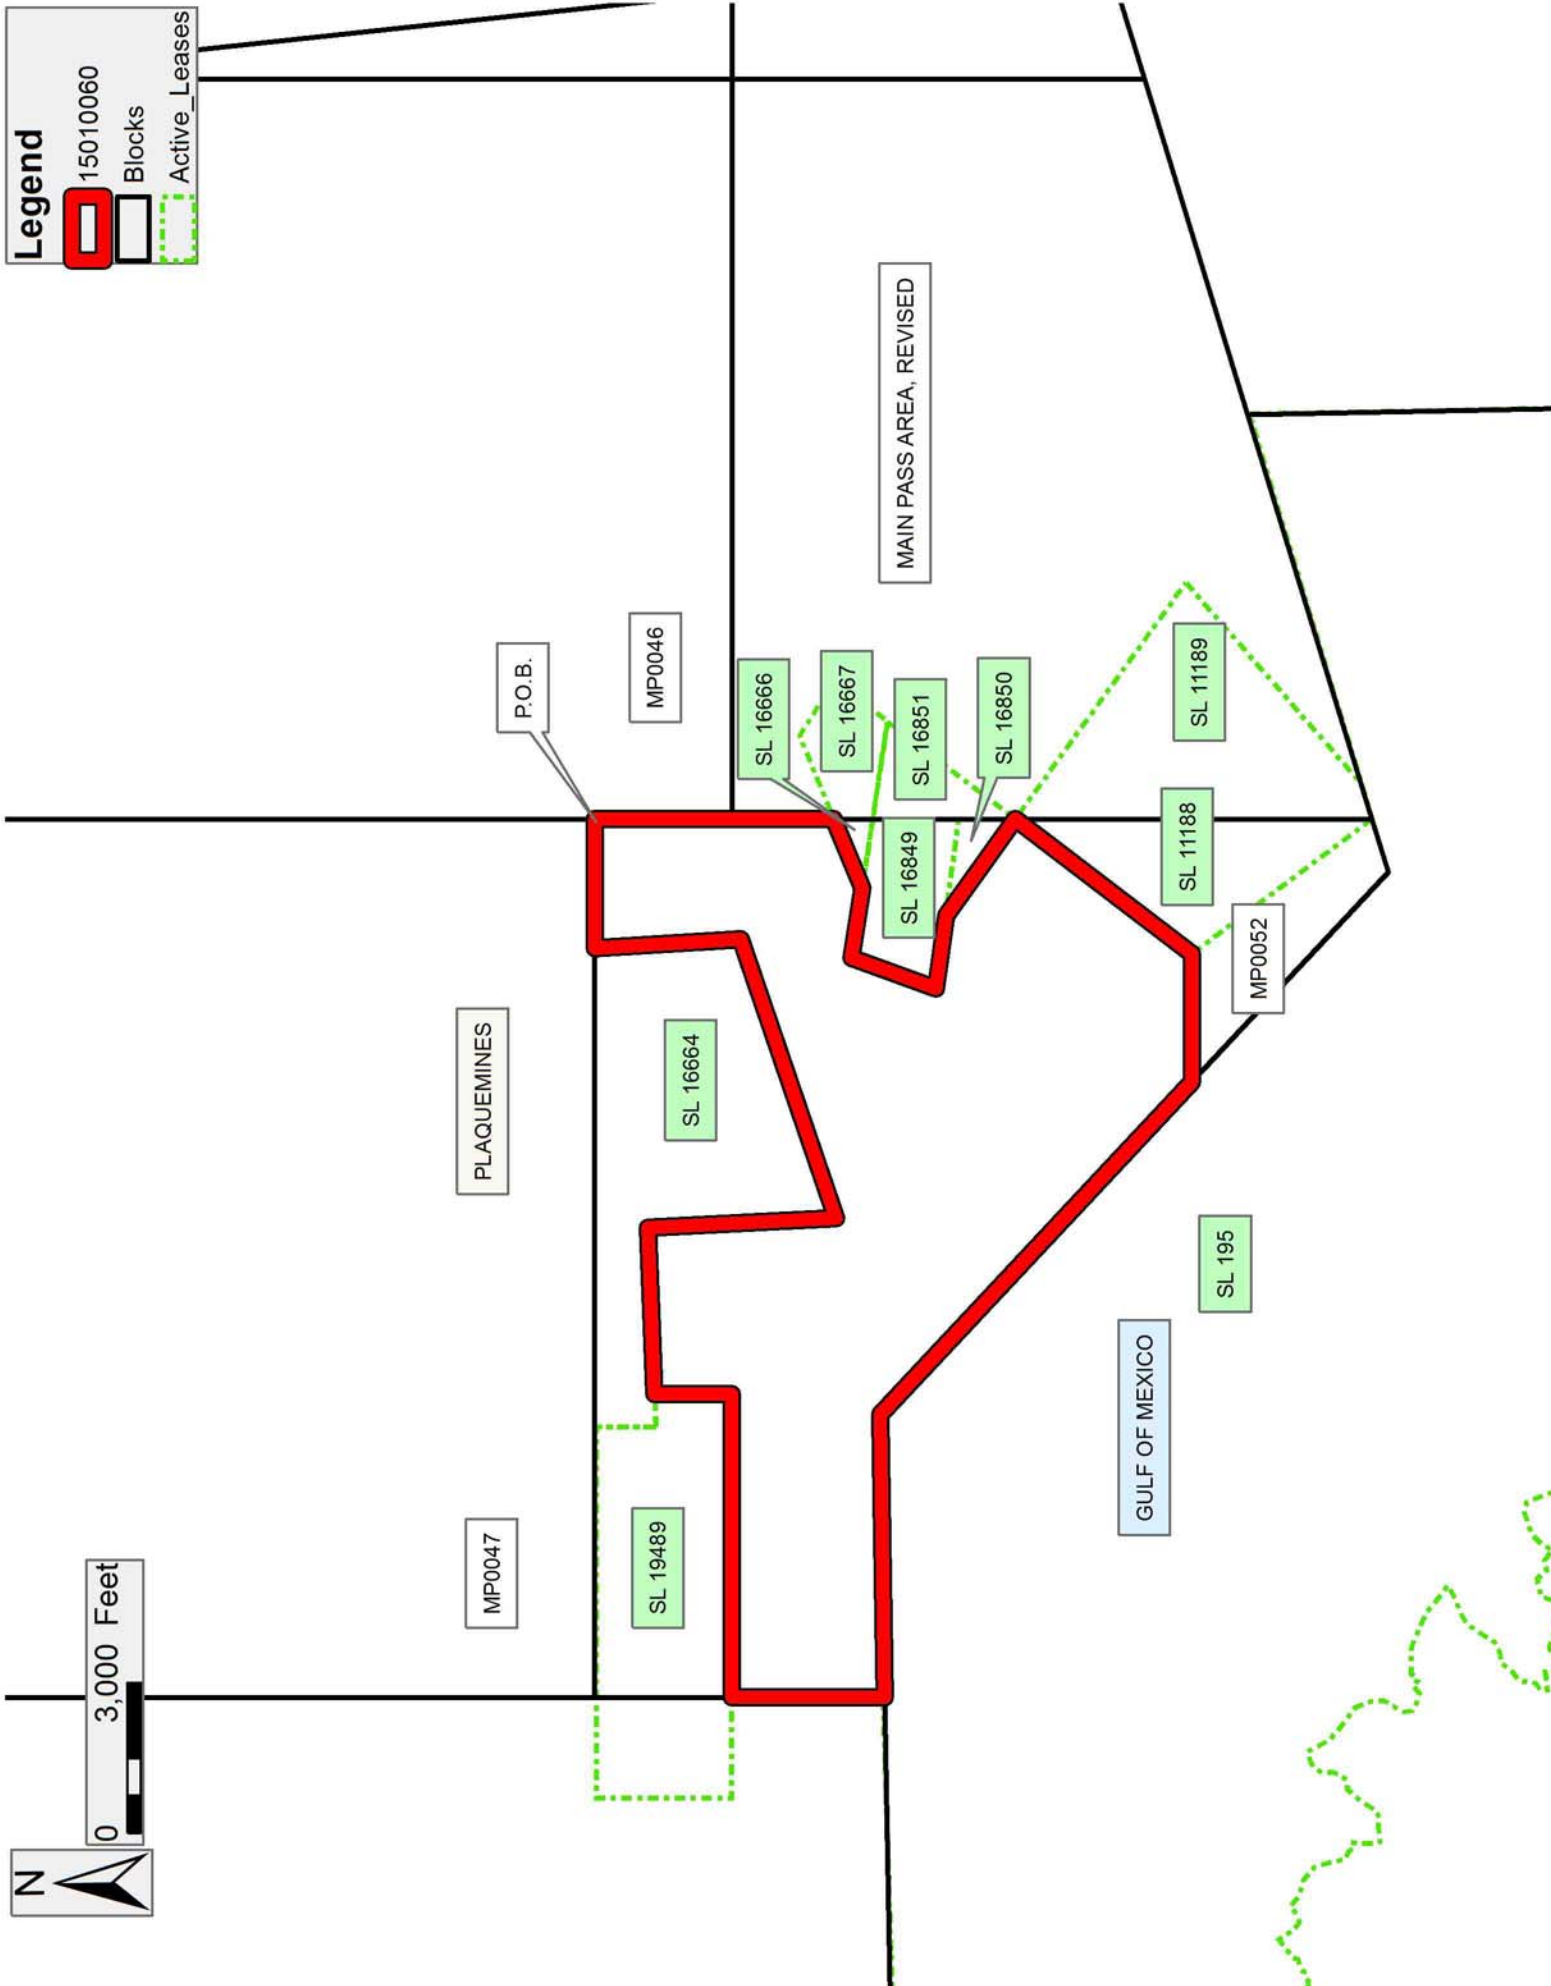 Legend
15010060
Blocks
Active_Leases
N
0 3,000 Feet
P.O.B.
PLAQUEMINES
MP0047
MP0046
SL 19489
SL 16664
SL 16666
SL 16667
SL 16851
SL 16850
SL 16849
MAIN PASS AREA, REVISED
SL 11188
SL 11189
MP0052
SL 195
GULF OF MEXICO